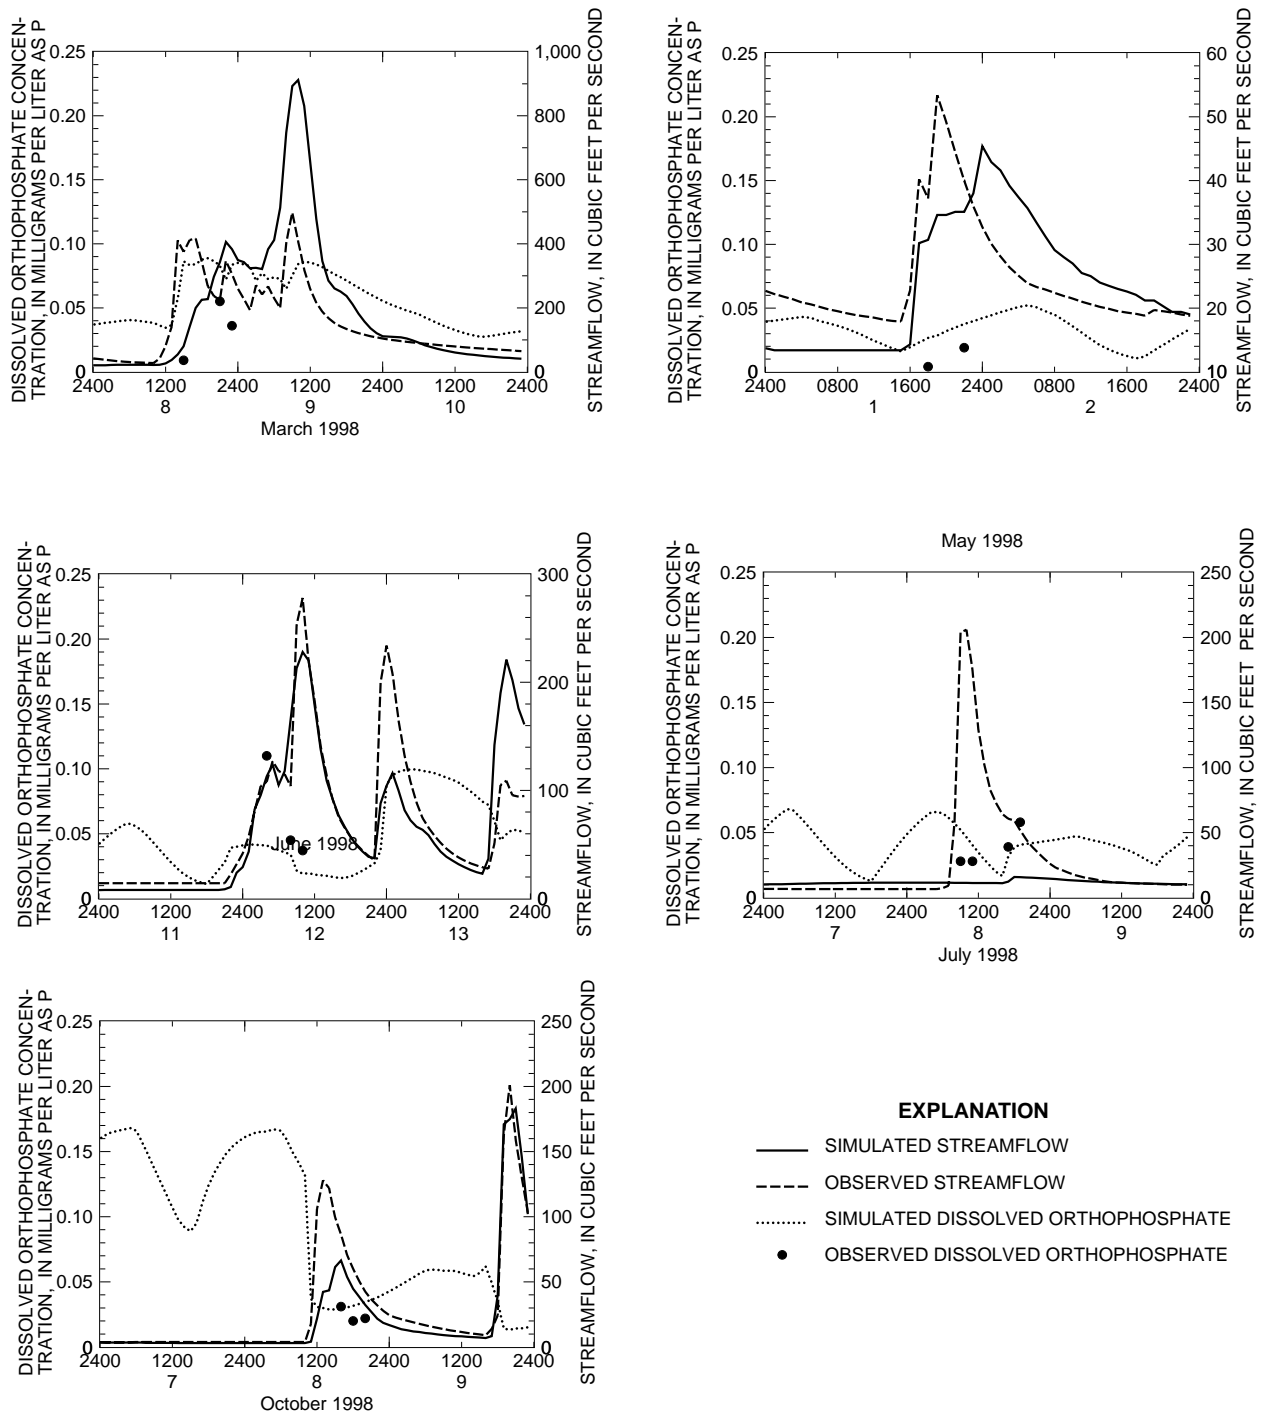 DISSOLVED ORTHOPHOSPHATE CONCEN-
TRATION, IN MILLIGRAMS PER LITER AS P
0.25
0.20
0.15
0.10
0.05
0
1,000
800
600
400
200
0
STREAMFLOW, IN CUBIC FEET PER SECOND
2400 1200 2400 1200 2400 1200 2400
8 9 10
March 1998
DISSOLVED ORTHOPHOSPHATE CONCEN-
TRATION, IN MILLIGRAMS PER LITER AS P
0.25
0.20
0.15
0.10
0.05
0
60
50
40
30
20
10
STREAMFLOW, IN CUBIC FEET PER SECOND
2400 0800 1600 2400 0800 1600 2400
1 2
May 1998
DISSOLVED ORTHOPHOSPHATE CONCEN-
TRATION, IN MILLIGRAMS PER LITER AS P
0.25
0.20
0.15
0.10
0.05
0
300
200
100
0
STREAMFLOW, IN CUBIC FEET PER SECOND
June 1998
2400 1200 2400 1200 2400 1200 2400
11 12 13
DISSOLVED ORTHOPHOSPHATE CONCEN-
TRATION, IN MILLIGRAMS PER LITER AS P
0.25
0.20
0.15
0.10
0.05
0
250
200
150
100
50
0
STREAMFLOW, IN CUBIC FEET PER SECOND
2400 1200 2400 1200 2400 1200 2400
7 8 9
July 1998
DISSOLVED ORTHOPHOSPHATE CONCEN-
TRATION, IN MILLIGRAMS PER LITER AS P
0.25
0.20
0.15
0.10
0.05
0
250
200
150
100
50
0
STREAMFLOW, IN CUBIC FEET PER SECOND
2400 1200 2400 1200 2400 1200 2400
7 8 9
October 1998
EXPLANATION
SIMULATED STREAMFLOW
OBSERVED STREAMFLOW
SIMULATED DISSOLVED ORTHOPHOSPHATE
OBSERVED DISSOLVED ORTHOPHOSPHATE